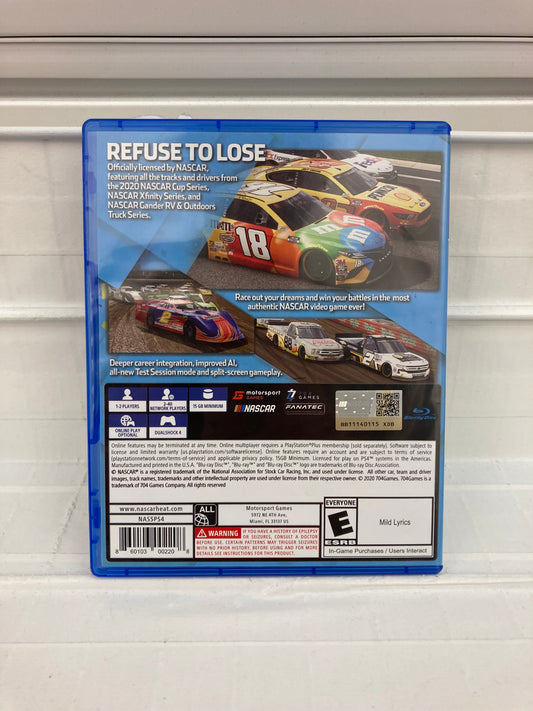 REFUSE TO LOSE
Officially licensed by NASCAR,
featuring all the tracks and drivers from
the 2020 NASCAR Cup Series,
NASCAR Xfinity Series, and
NASCAR Gander RV & Outdoors
Truck Series.
18
m&m's
Race out your dreams and win your battles in the most
authentic NASCAR video game ever!
Deeper career integration, improved AI,
all-new Test Session mode and split-screen gameplay.
1-2 PLAYERS
2-40
NETWORK PLAYERS
15 GB MINIMUM
motorsport
GAMES
704
GAMES
NASCAR
FANATEC
BB11140115 X0B
Blu-ray Disc
ONLINE PLAY
OPTIONAL
DUALSHOCK 4
Online features may be terminated at any time. Online multiplayer requires a PlayStation®Plus membership (sold separately). Software subject to
license and limited warranty (us.playstation.com/softwarelicense). Online features require an account and are subject to terms of service
(playstationnetwork.com/terms-of-service) and applicable privacy policy. 15GB Minimum. Licensed for play on PS4™ systems in the Americas.
Manufactured and printed in the U.S.A. "Blu-ray Disc™", "Blu-ray™" and "Blu-ray Disc™" logo are trademarks of Blu-ray Disc Association.
© NASCAR® is a registered trademark of the National Association for Stock Car Racing, Inc. and used under license. All other car, team and driver
images, track names, trademarks and other intellectual property are used under license from their respective owner. © 2020 704Games. 704Games is a
trademark of 704 Games Company. All rights reserved
www.nascarheat.com
NAS5PS4
8 60103 00220 8
ALL
Motorsport Games
5972 NE 4TH Ave,
Miami, FL 33137 US
WARNING
IF YOU HAVE A HISTORY OF EPILEPSY
OR SEIZURES, CONSULT A DOCTOR
BEFORE USE. CERTAIN PATTERNS MAY TRIGGER SEIZURES
WITH NO PRIOR HISTORY. BEFORE USING AND FOR MORE
DETAILS SEE INSTRUCTIONS FOR THIS PRODUCT.
EVERYONE
E
ESRB
Mild Lyrics
In-Game Purchases / Users Interact